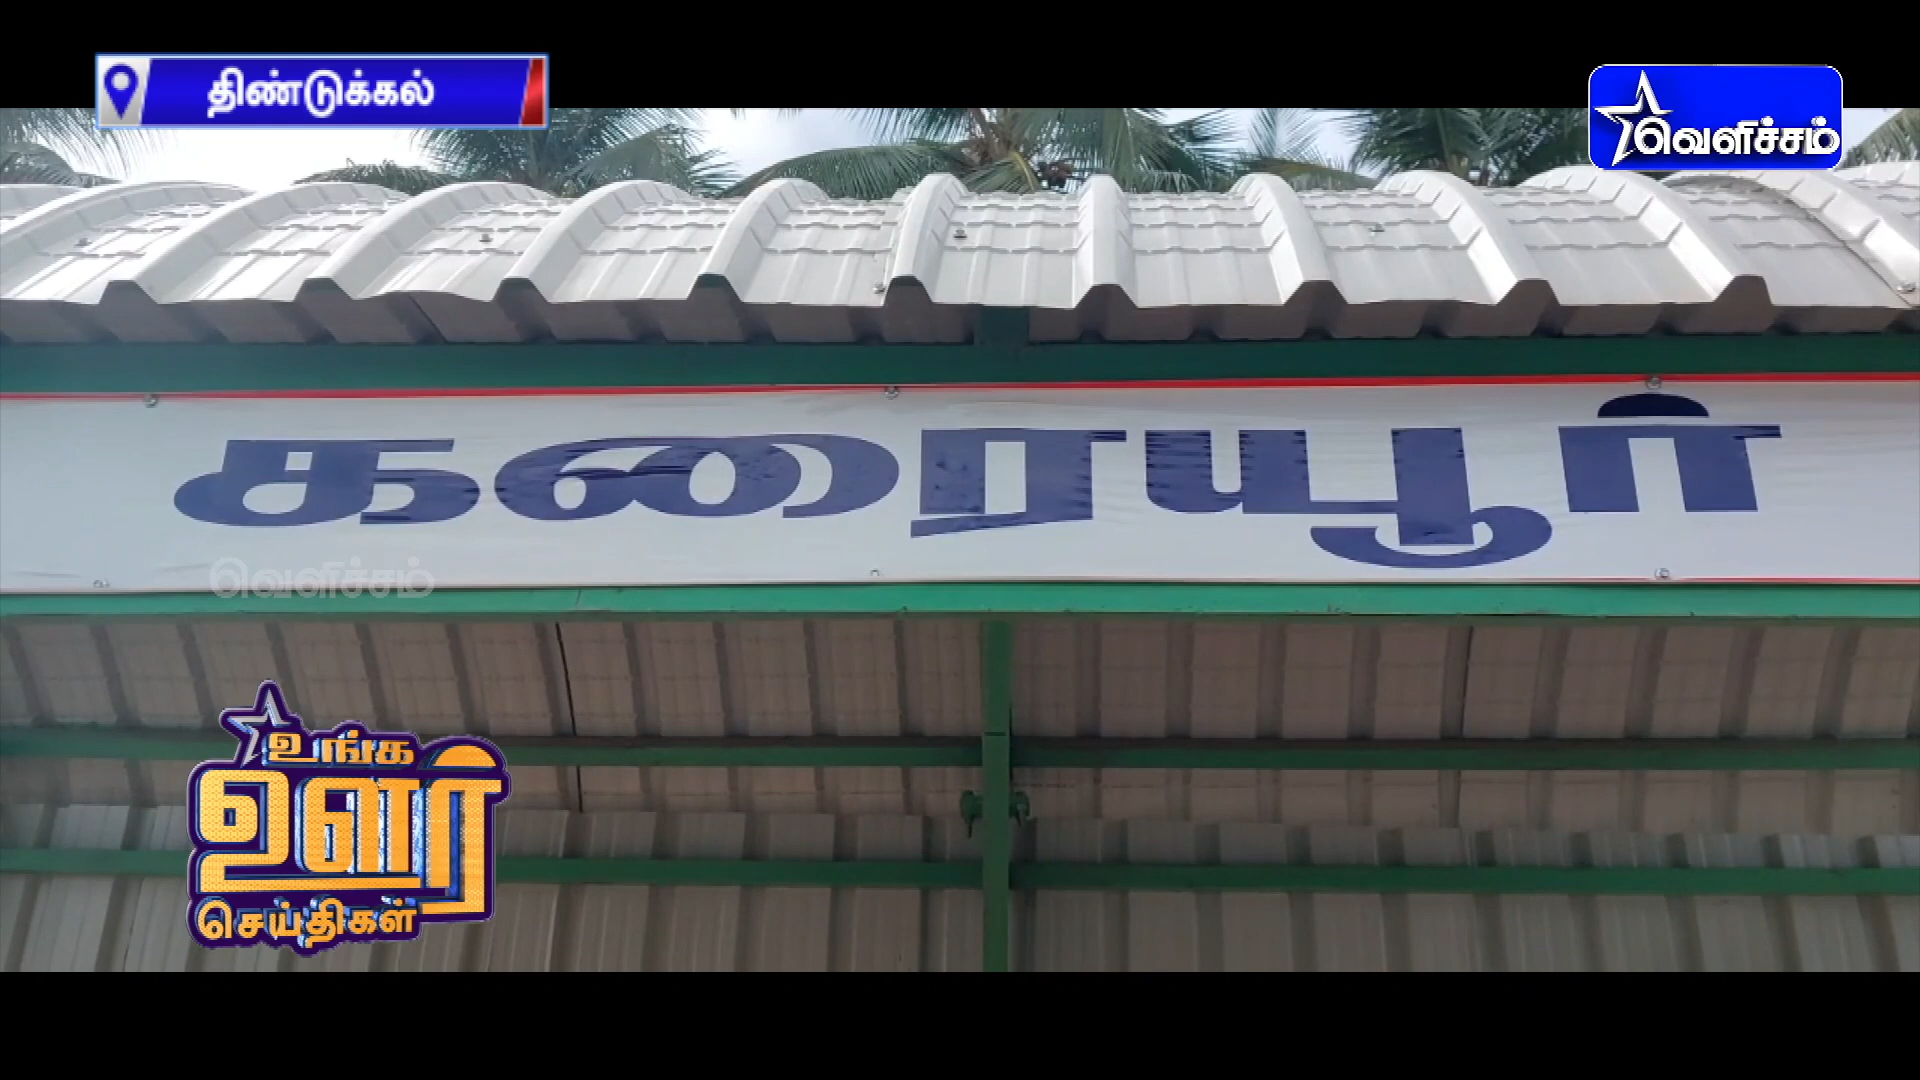 திண்டுக்கல்
வெளிச்சம்
கரையூர்
வெளிச்சம்
உங்க
ஊர்
செய்திகள்